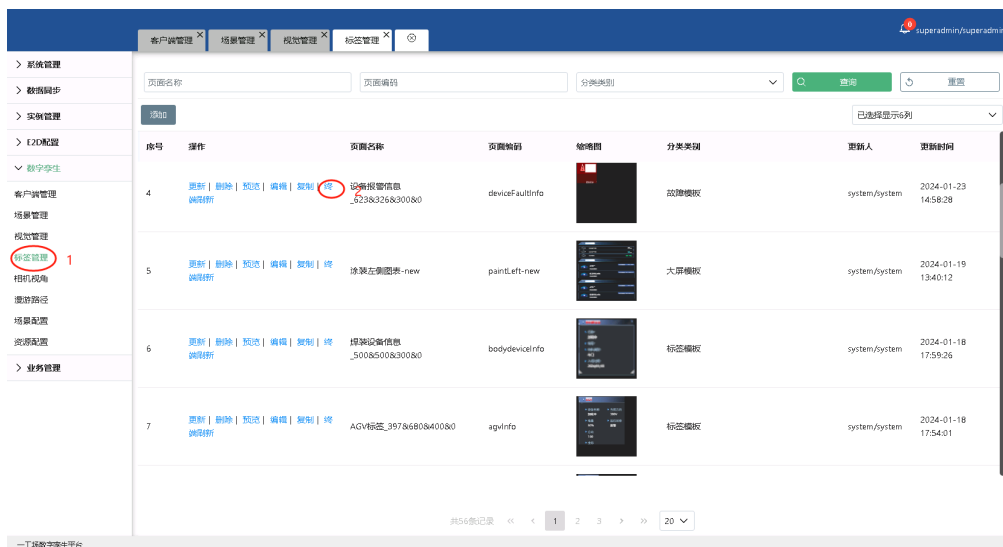 0
superadmin/superadmin
客户端管理 ×
场景管理 ×
视觉管理 ×
标签管理 ×
> 系统管理
> 数据同步
> 实例管理
> E2D配置
数字孪生
客户端管理
场景管理
视觉管理
标签管理 1
相机视角
漫游路径
场景配置
资源配置
> 业务管理
页面名称
页面编码
分类类别
查询
重置
添加
已选择显示6列
序号 操作 页面名称 页面编码 缩略图 分类类别 更新人 更新时间
4
更新 | 删除 | 预览 | 编辑 | 复制 | 终
端刷新
2
设备报警信息
_623&326&300&0
deviceFaultInfo
故障模板
system/system
2024-01-23
14:58:28
5
更新 | 删除 | 预览 | 编辑 | 复制 | 终
端刷新
涂装左侧图表-new
paintLeft-new
大屏模板
system/system
2024-01-19
13:40:12
6
更新 | 删除 | 预览 | 编辑 | 复制 | 终
端刷新
焊装设备信息
_500&500&300&0
bodydeviceInfo
标签模板
system/system
2024-01-18
17:59:26
7
更新 | 删除 | 预览 | 编辑 | 复制 | 终
端刷新
AGV标签_397&680&400&0
agvInfo
标签模板
system/system
2024-01-18
17:54:01
共56条记录 << < 1 2 3 > >> 20
一工场数字孪生平台